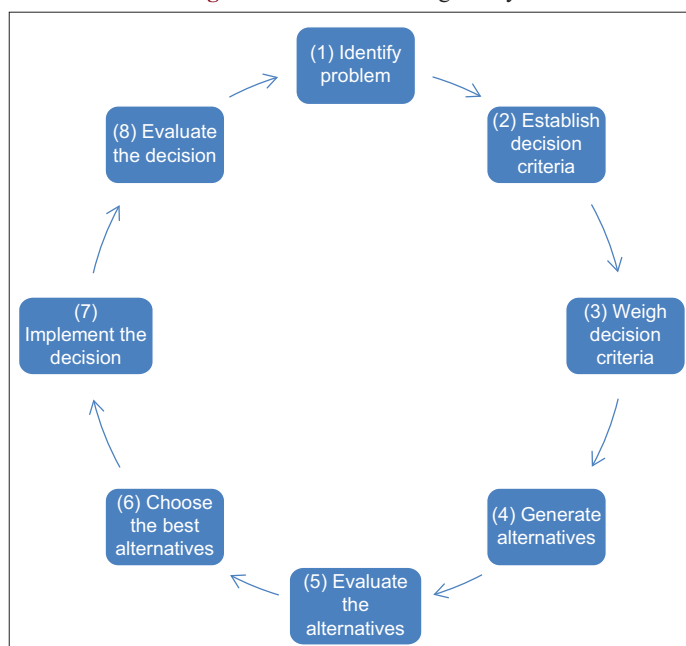 (1) Identify
problem
(2) Establish
decision
criteria
(3) Weigh
decision
criteria
(4) Generate
alternatives
(5) Evaluate
the
alternatives
(6) Choose
the best
alternatives
(7)
Implement the
decision
(8) Evaluate
the decision